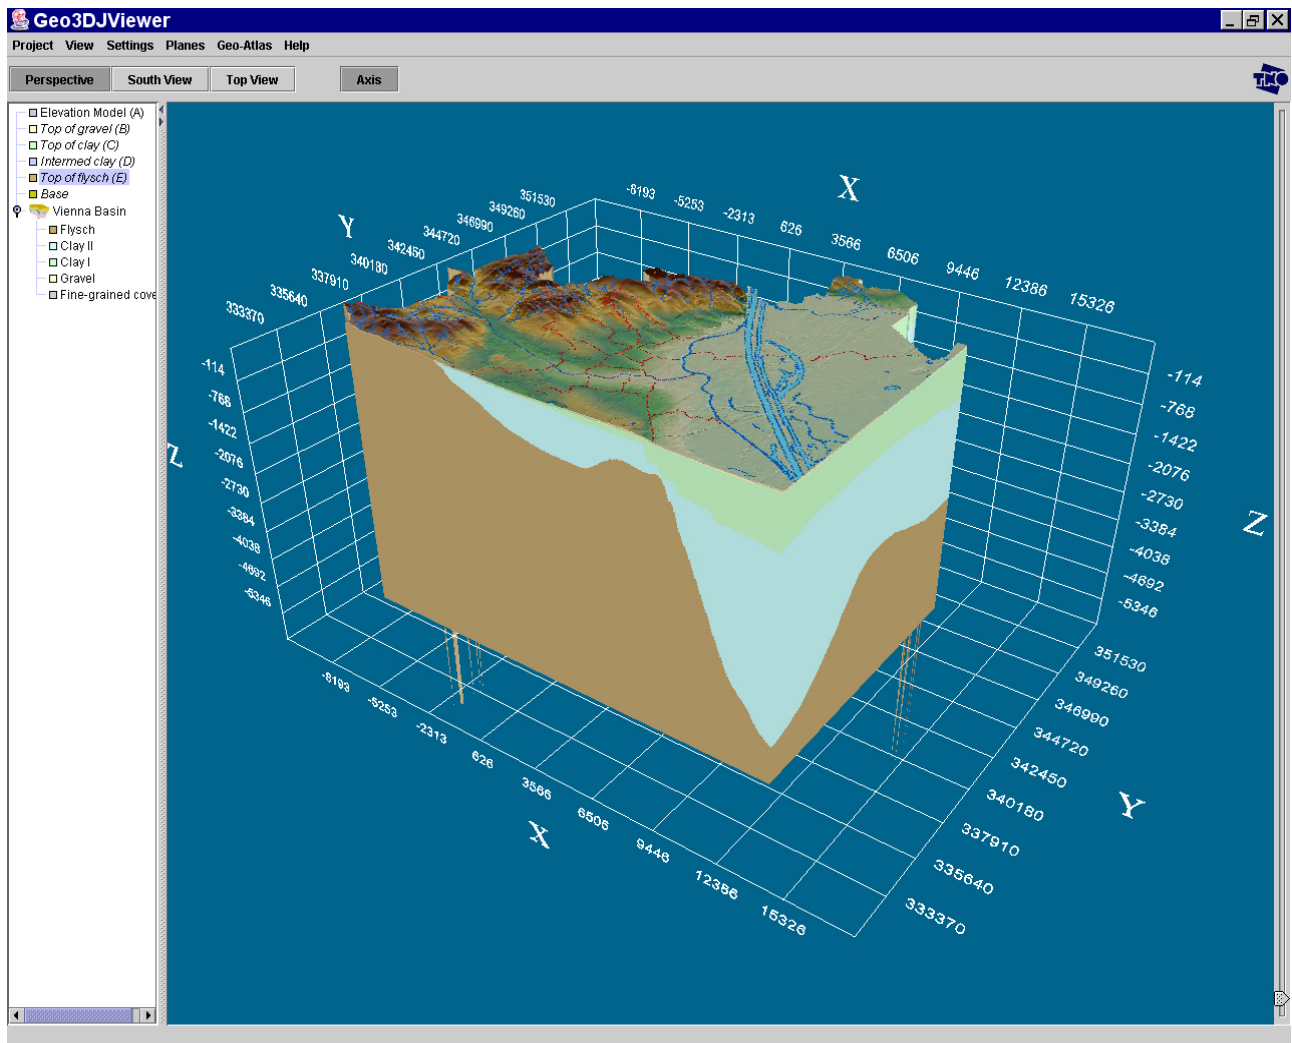 Geo3DJViewer
Project View Settings Planes Geo-Atlas Help
Perspective South View Top View Axis
TNO
Elevation Model (A)
Top of gravel (B)
Top of clay (C)
Intermed clay (D)
Top of flysch (E)
Base
Vienna Basin
Flysch
Clay II
Clay I
Gravel
Fine-grained cove
X
-8193 -5253 -2313 626 3566 6506 9446 12386 15326
Y
351530
349260
346990
344720
342450
340180
337910
335640
333370
Z
-114
-768
-1422
-2076
-2730
-3384
-4038
-4692
-5346
-114
-768
-1422
-2076
-2730
-3384
-4038
-4692
-5346
Z
351530
349260
346990
344720
342450
340180
337910
335640
333370
Y
-8193
-5253
-2313
626
3566
6506
9446
12386
15326
X